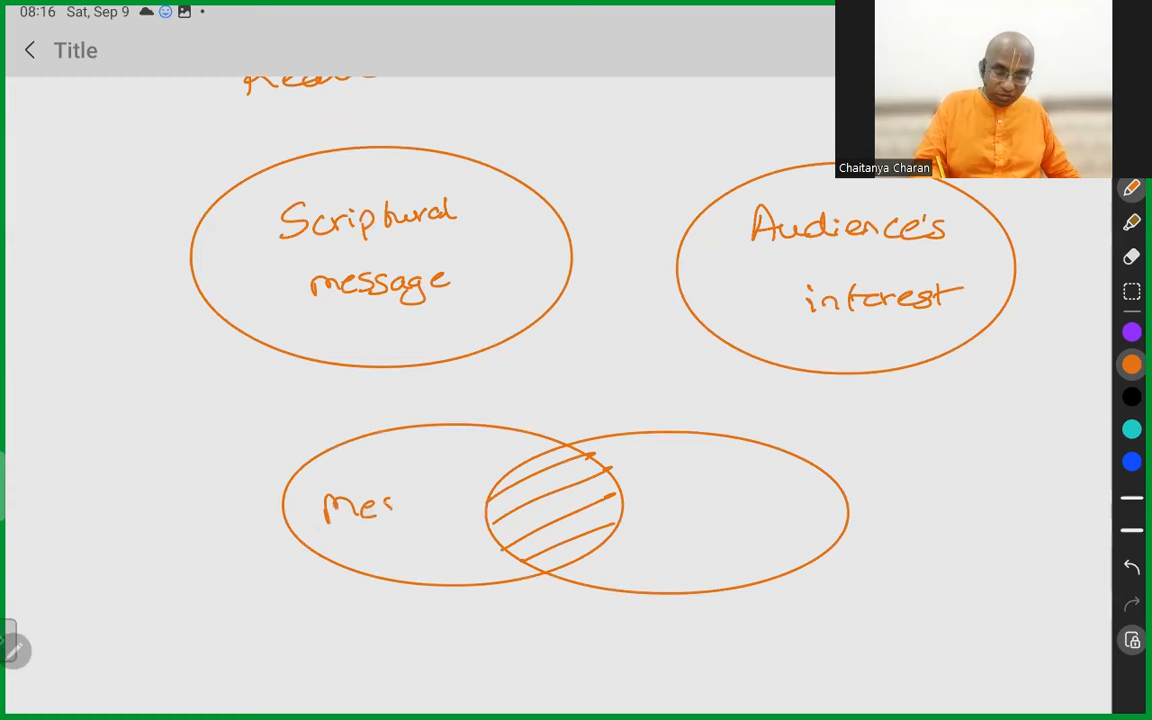 08:16 Sat, Sep 9
Title
Chaitanya Charan
Scriptural
message
Audience's
interest
Mes